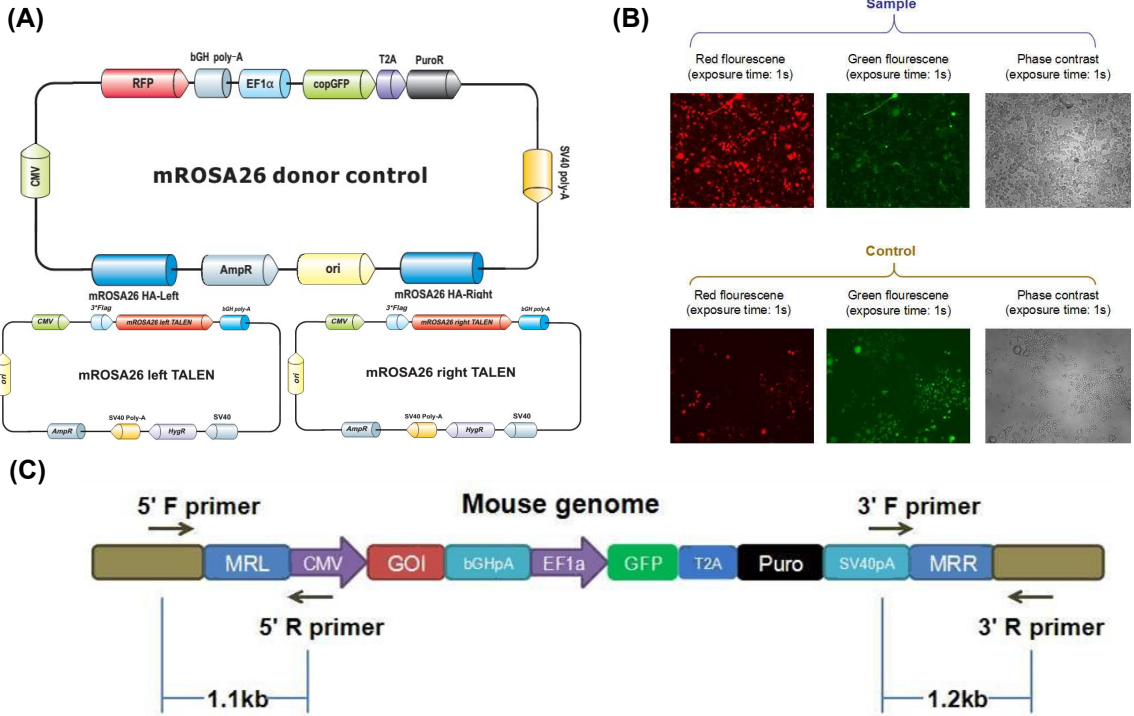 (A)
bGH poly-A
T2A
PuroR
RFP
EF1α
copGFP
CMV
mROSA26 donor control
SV40 poly-A
AmpR
ori
mROSA26 HA-Left
mROSA26 HA-Right
CMV
3*Flag
mROSA26 left TALEN
bGH poly-A
ori
mROSA26 left TALEN
AmpR
SV40 Poly-A
HygR
SV40
CMV
3*Flag
mROSA26 right TALEN
bGH poly-A
ori
mROSA26 right TALEN
AmpR
SV40 Poly-A
HygR
SV40
(B)
Sample
Red flourescene
(exposure time: 1s)
Green flourescene
(exposure time: 1s)
Phase contrast
(exposure time: 1s)
Control
Red flourescene
(exposure time: 1s)
Green flourescene
(exposure time: 1s)
Phase contrast
(exposure time: 1s)
(C)
5' F primer
Mouse genome
3' F primer
MRL
CMV
GOI
bGHpA
EF1a
GFP
T2A
Puro
SV40pA
MRR
5' R primer
3' R primer
1.1kb
1.2kb